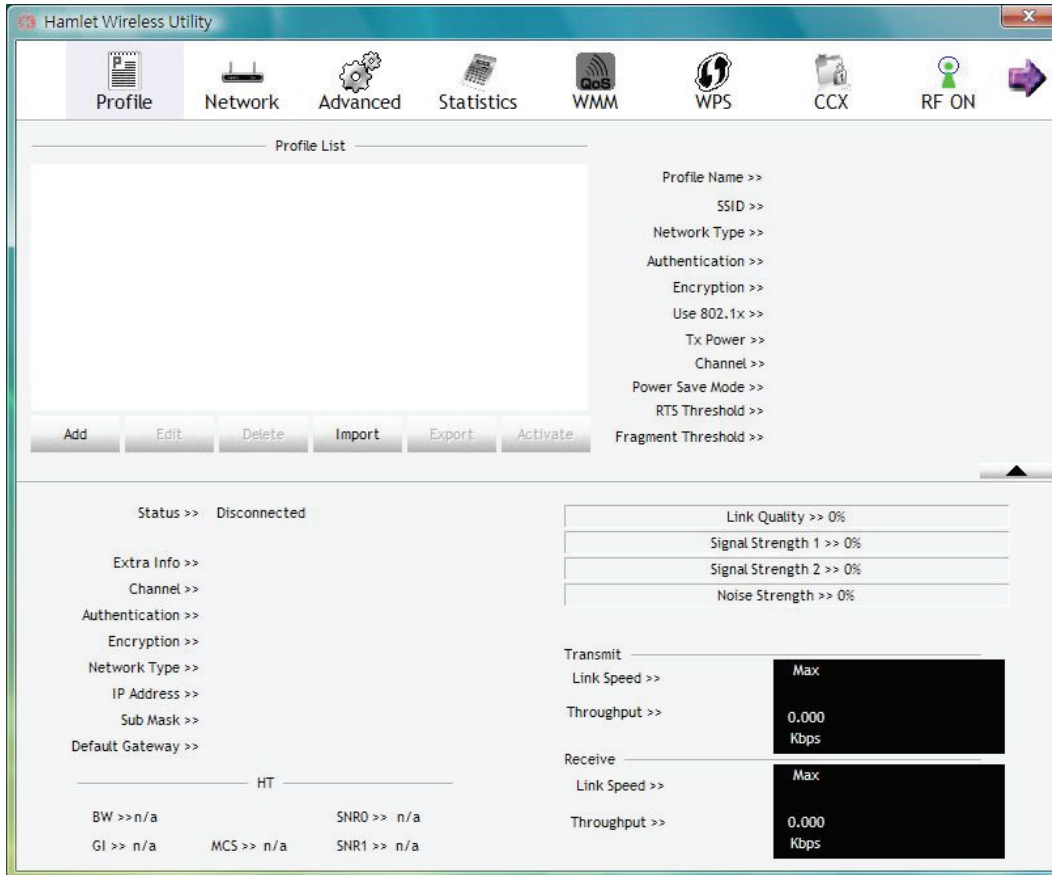 Hamlet Wireless Utility
Profile
Network
Advanced
Statistics
QoS
WMM
WPS
CCX
RF ON
Profile List
Profile Name >>
SSID >>
Network Type >>
Authentication >>
Encryption >>
Use 802.1x >>
Tx Power >>
Channel >>
Power Save Mode >>
RTS Threshold >>
Fragment Threshold >>
Add
Edit
Delete
Import
Export
Activate
Status >> Disconnected
Extra Info >>
Channel >>
Authentication >>
Encryption >>
Network Type >>
IP Address >>
Sub Mask >>
Default Gateway >>
HT
BW >>n/a
SNR0 >> n/a
GI >> n/a
MCS >> n/a
SNR1 >> n/a
Link Quality >> 0%
Signal Strength 1 >> 0%
Signal Strength 2 >> 0%
Noise Strength >> 0%
Transmit
Link Speed >>
Max
Throughput >>
0.000
Kbps
Receive
Link Speed >>
Max
Throughput >>
0.000
Kbps